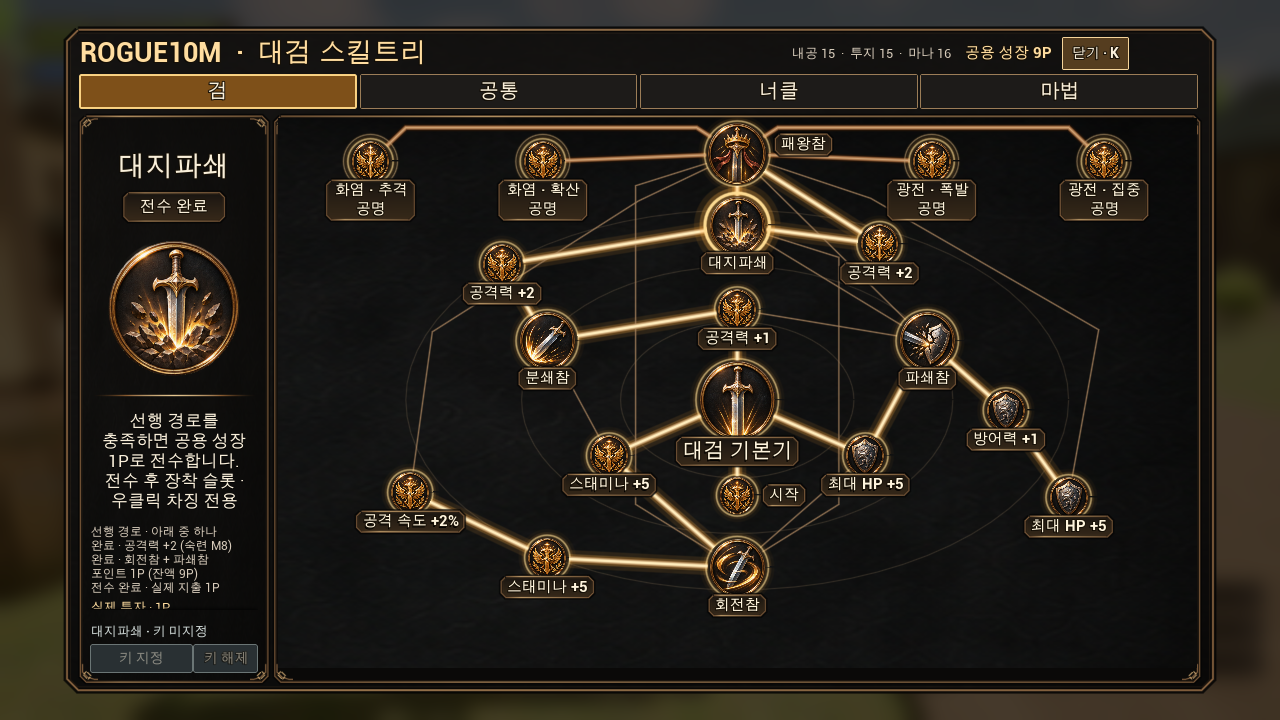 ROGUE10M · 대검 스킬트리
내공 15 · 투지 15 · 마나 16 공용 성장 9P 닫기 · K
검 공통 너클 마법
대지파쇄
전수 완료
선행 경로를
충족하면 공용 성장
1P로 전수합니다.
전수 후 장착 슬롯 ·
우클릭 차징 전용
선행 경로 · 아래 중 하나
완료 · 공격력 +2 (숙련 M8)
완료 · 회전참 + 파쇄참
포인트 1P (잔액 9P)
전수 완료 · 실제 지출 1P
실제 투자 · 1P
대지파쇄 · 키 미지정
키 지정 키 해제
패왕참
화염 · 추격
공명
화염 · 확산
공명
광전 · 폭발
공명
광전 · 집중
공명
대지파쇄
공격력 +2
공격력 +2
공격력 +1
분쇄참
파쇄참
대검 기본기
방어력 +1
스태미나 +5
시작
최대 HP +5
공격 속도 +2%
최대 HP +5
스태미나 +5
회전참